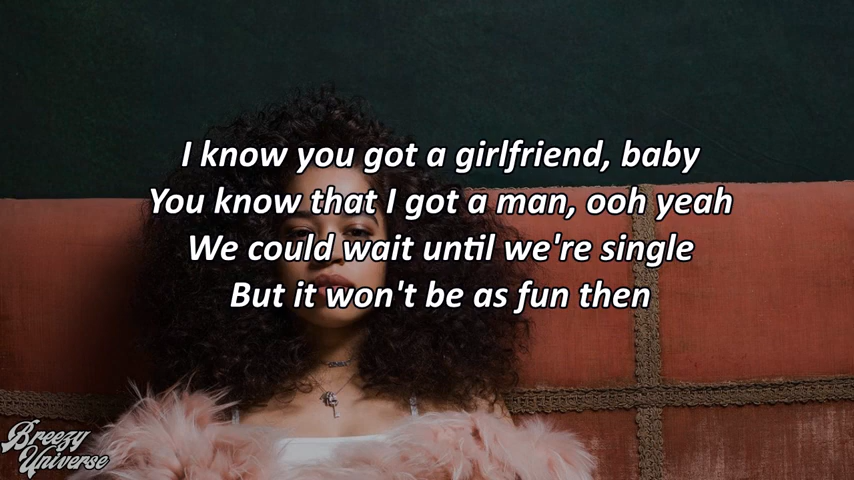 I know you got a girlfriend, baby
You know that I got a man, ooh yeah
We could wait until we're single
But it won't be as fun then
Breezy
Universe